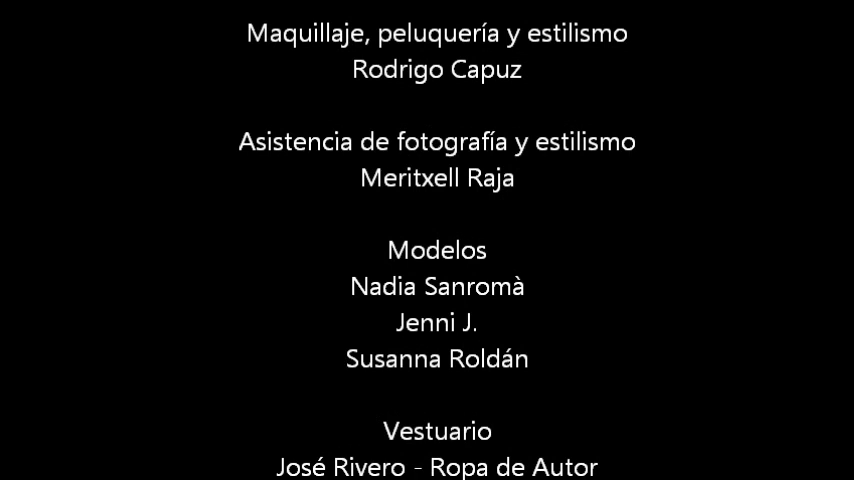 Maquillaje, peluquería y estilismo
Rodrigo Capuz
Asistencia de fotografía y estilismo
Meritxell Raja
Modelos
Nadia Sanromà
Jenni J.
Susanna Roldán
Vestuario
José Rivero - Ropa de Autor